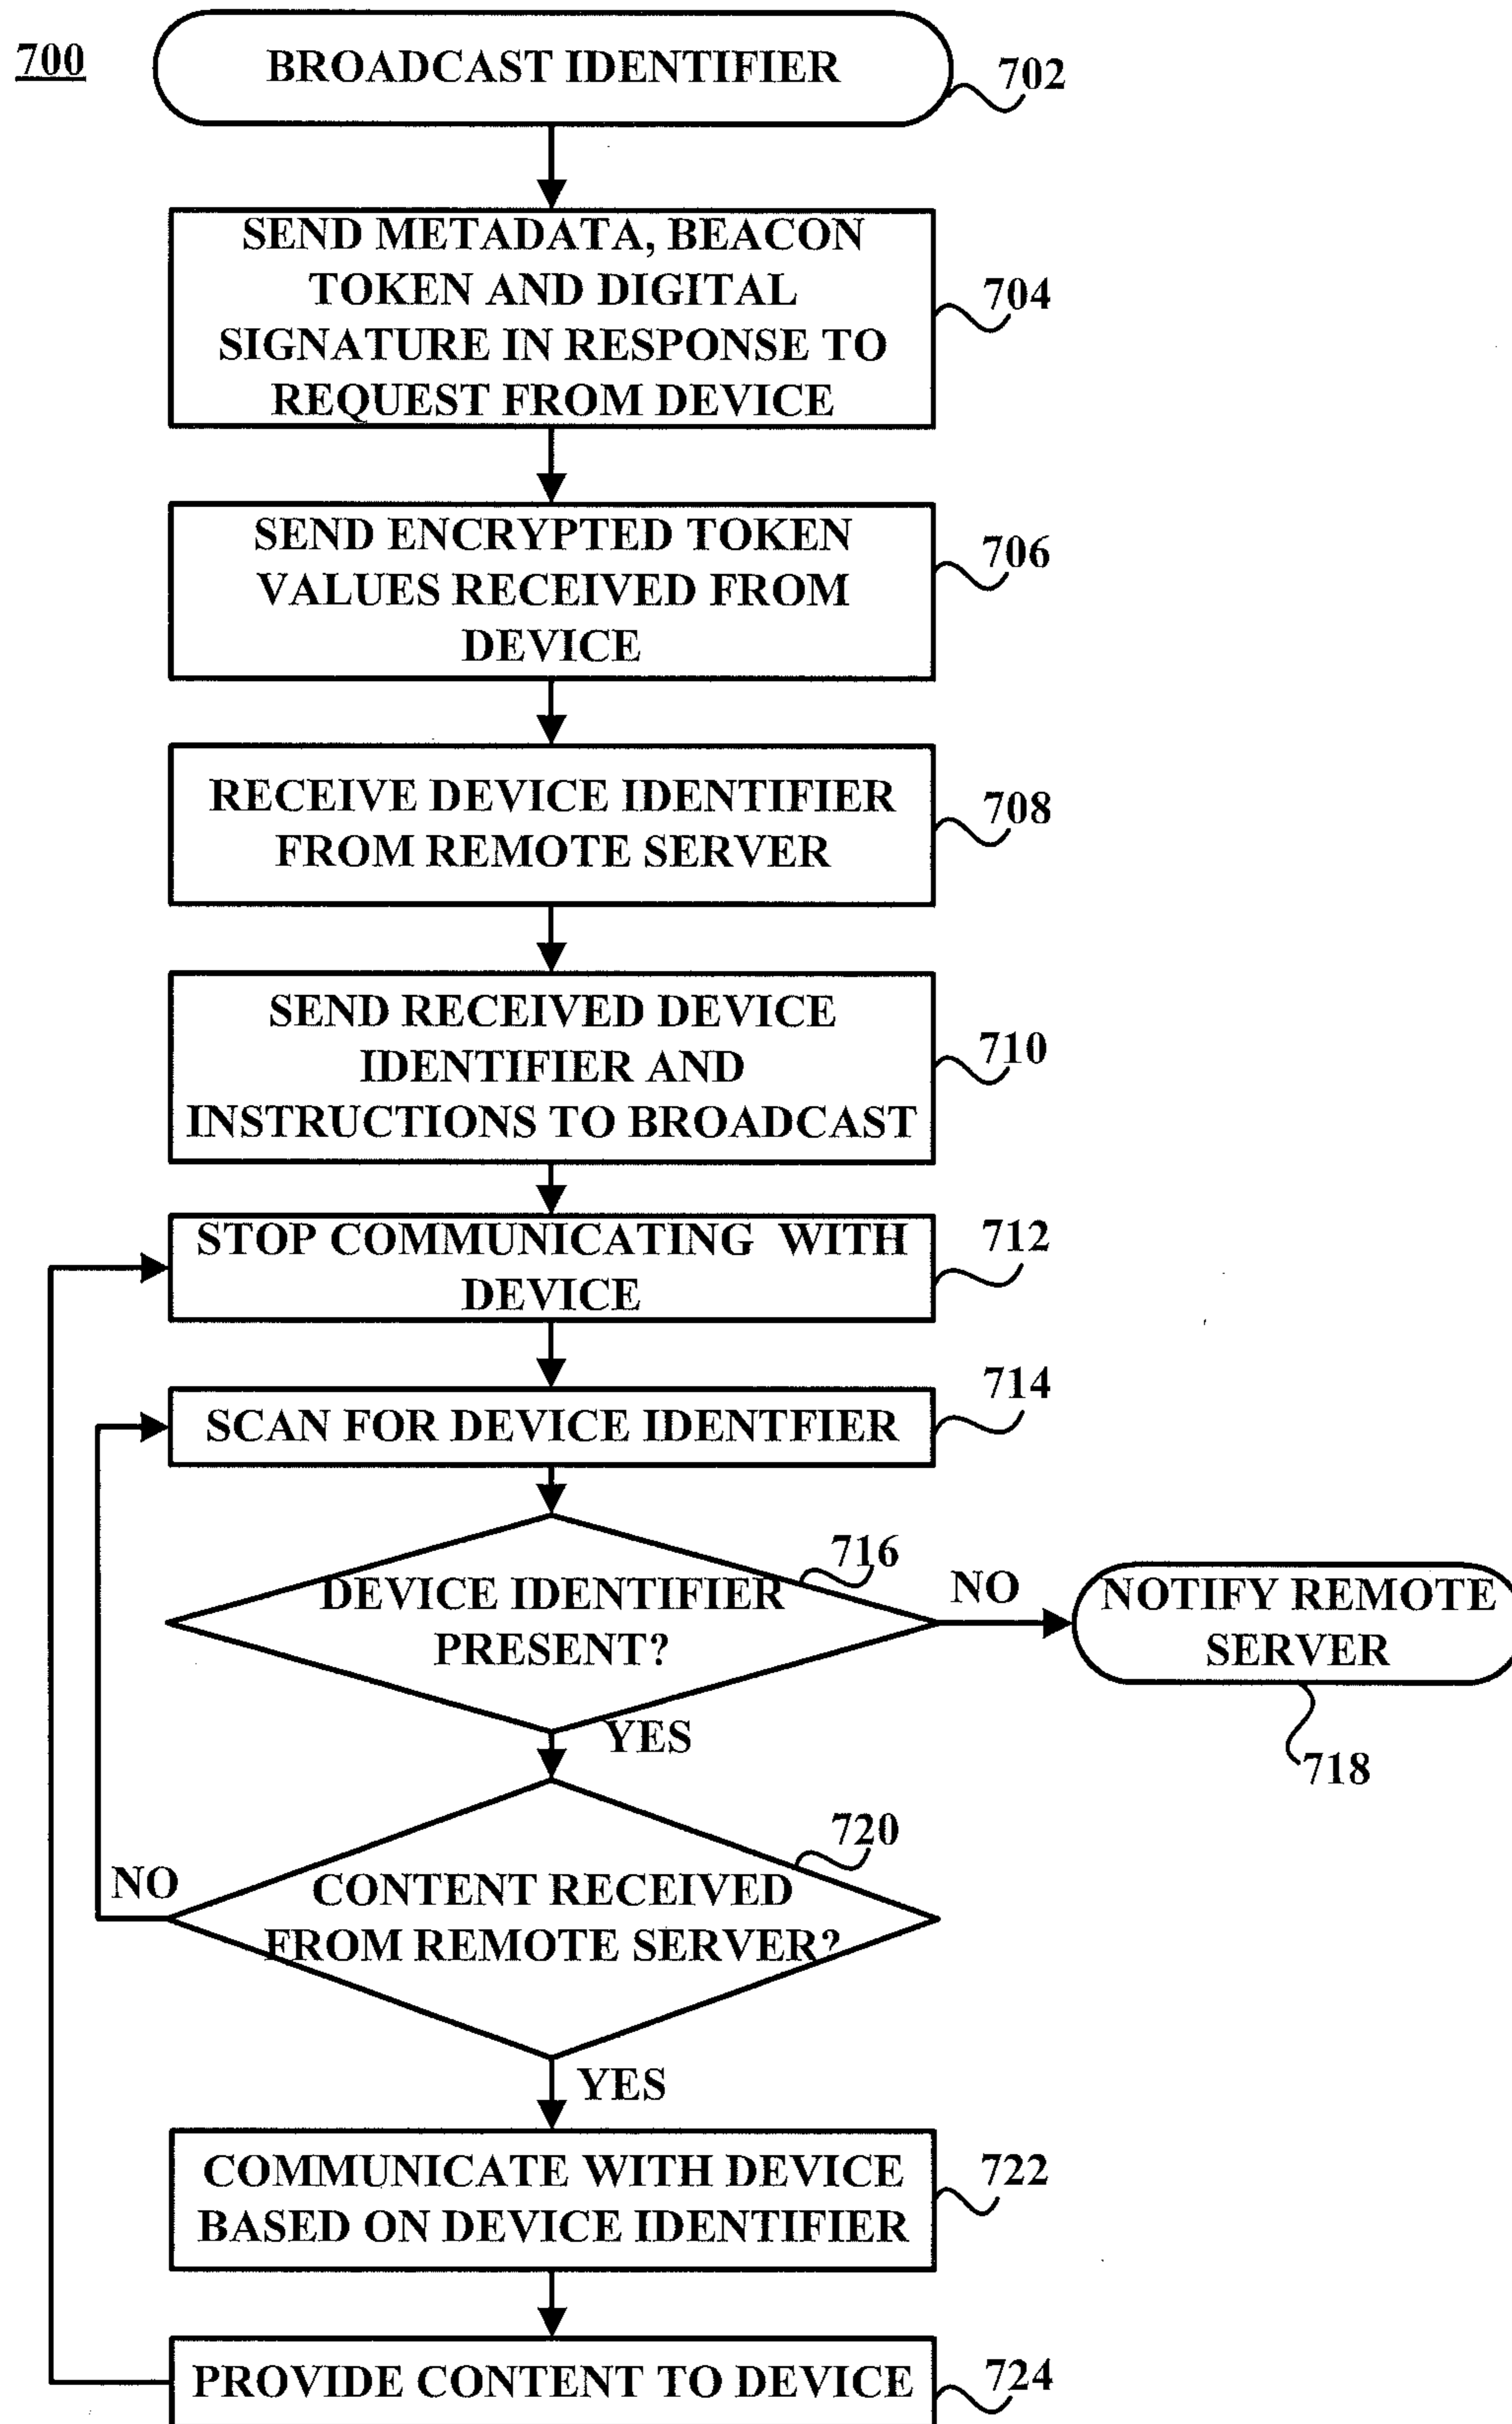 700
BROADCAST IDENTIFIER
702
SEND METADATA, BEACON
TOKEN AND DIGITAL
SIGNATURE IN RESPONSE TO
REQUEST FROM DEVICE
704
SEND ENCRYPTED TOKEN
VALUES RECEIVED FROM
DEVICE
706
RECEIVE DEVICE IDENTIFIER
FROM REMOTE SERVER
708
SEND RECEIVED DEVICE
IDENTIFIER AND
INSTRUCTIONS TO BROADCAST
710
STOP COMMUNICATING WITH
DEVICE
712
SCAN FOR DEVICE IDENTFIER
714
DEVICE IDENTIFIER
PRESENT?
716
NO
NOTIFY REMOTE
SERVER
718
YES
CONTENT RECEIVED
FROM REMOTE SERVER?
720
NO
YES
COMMUNICATE WITH DEVICE
BASED ON DEVICE IDENTIFIER
722
PROVIDE CONTENT TO DEVICE
724